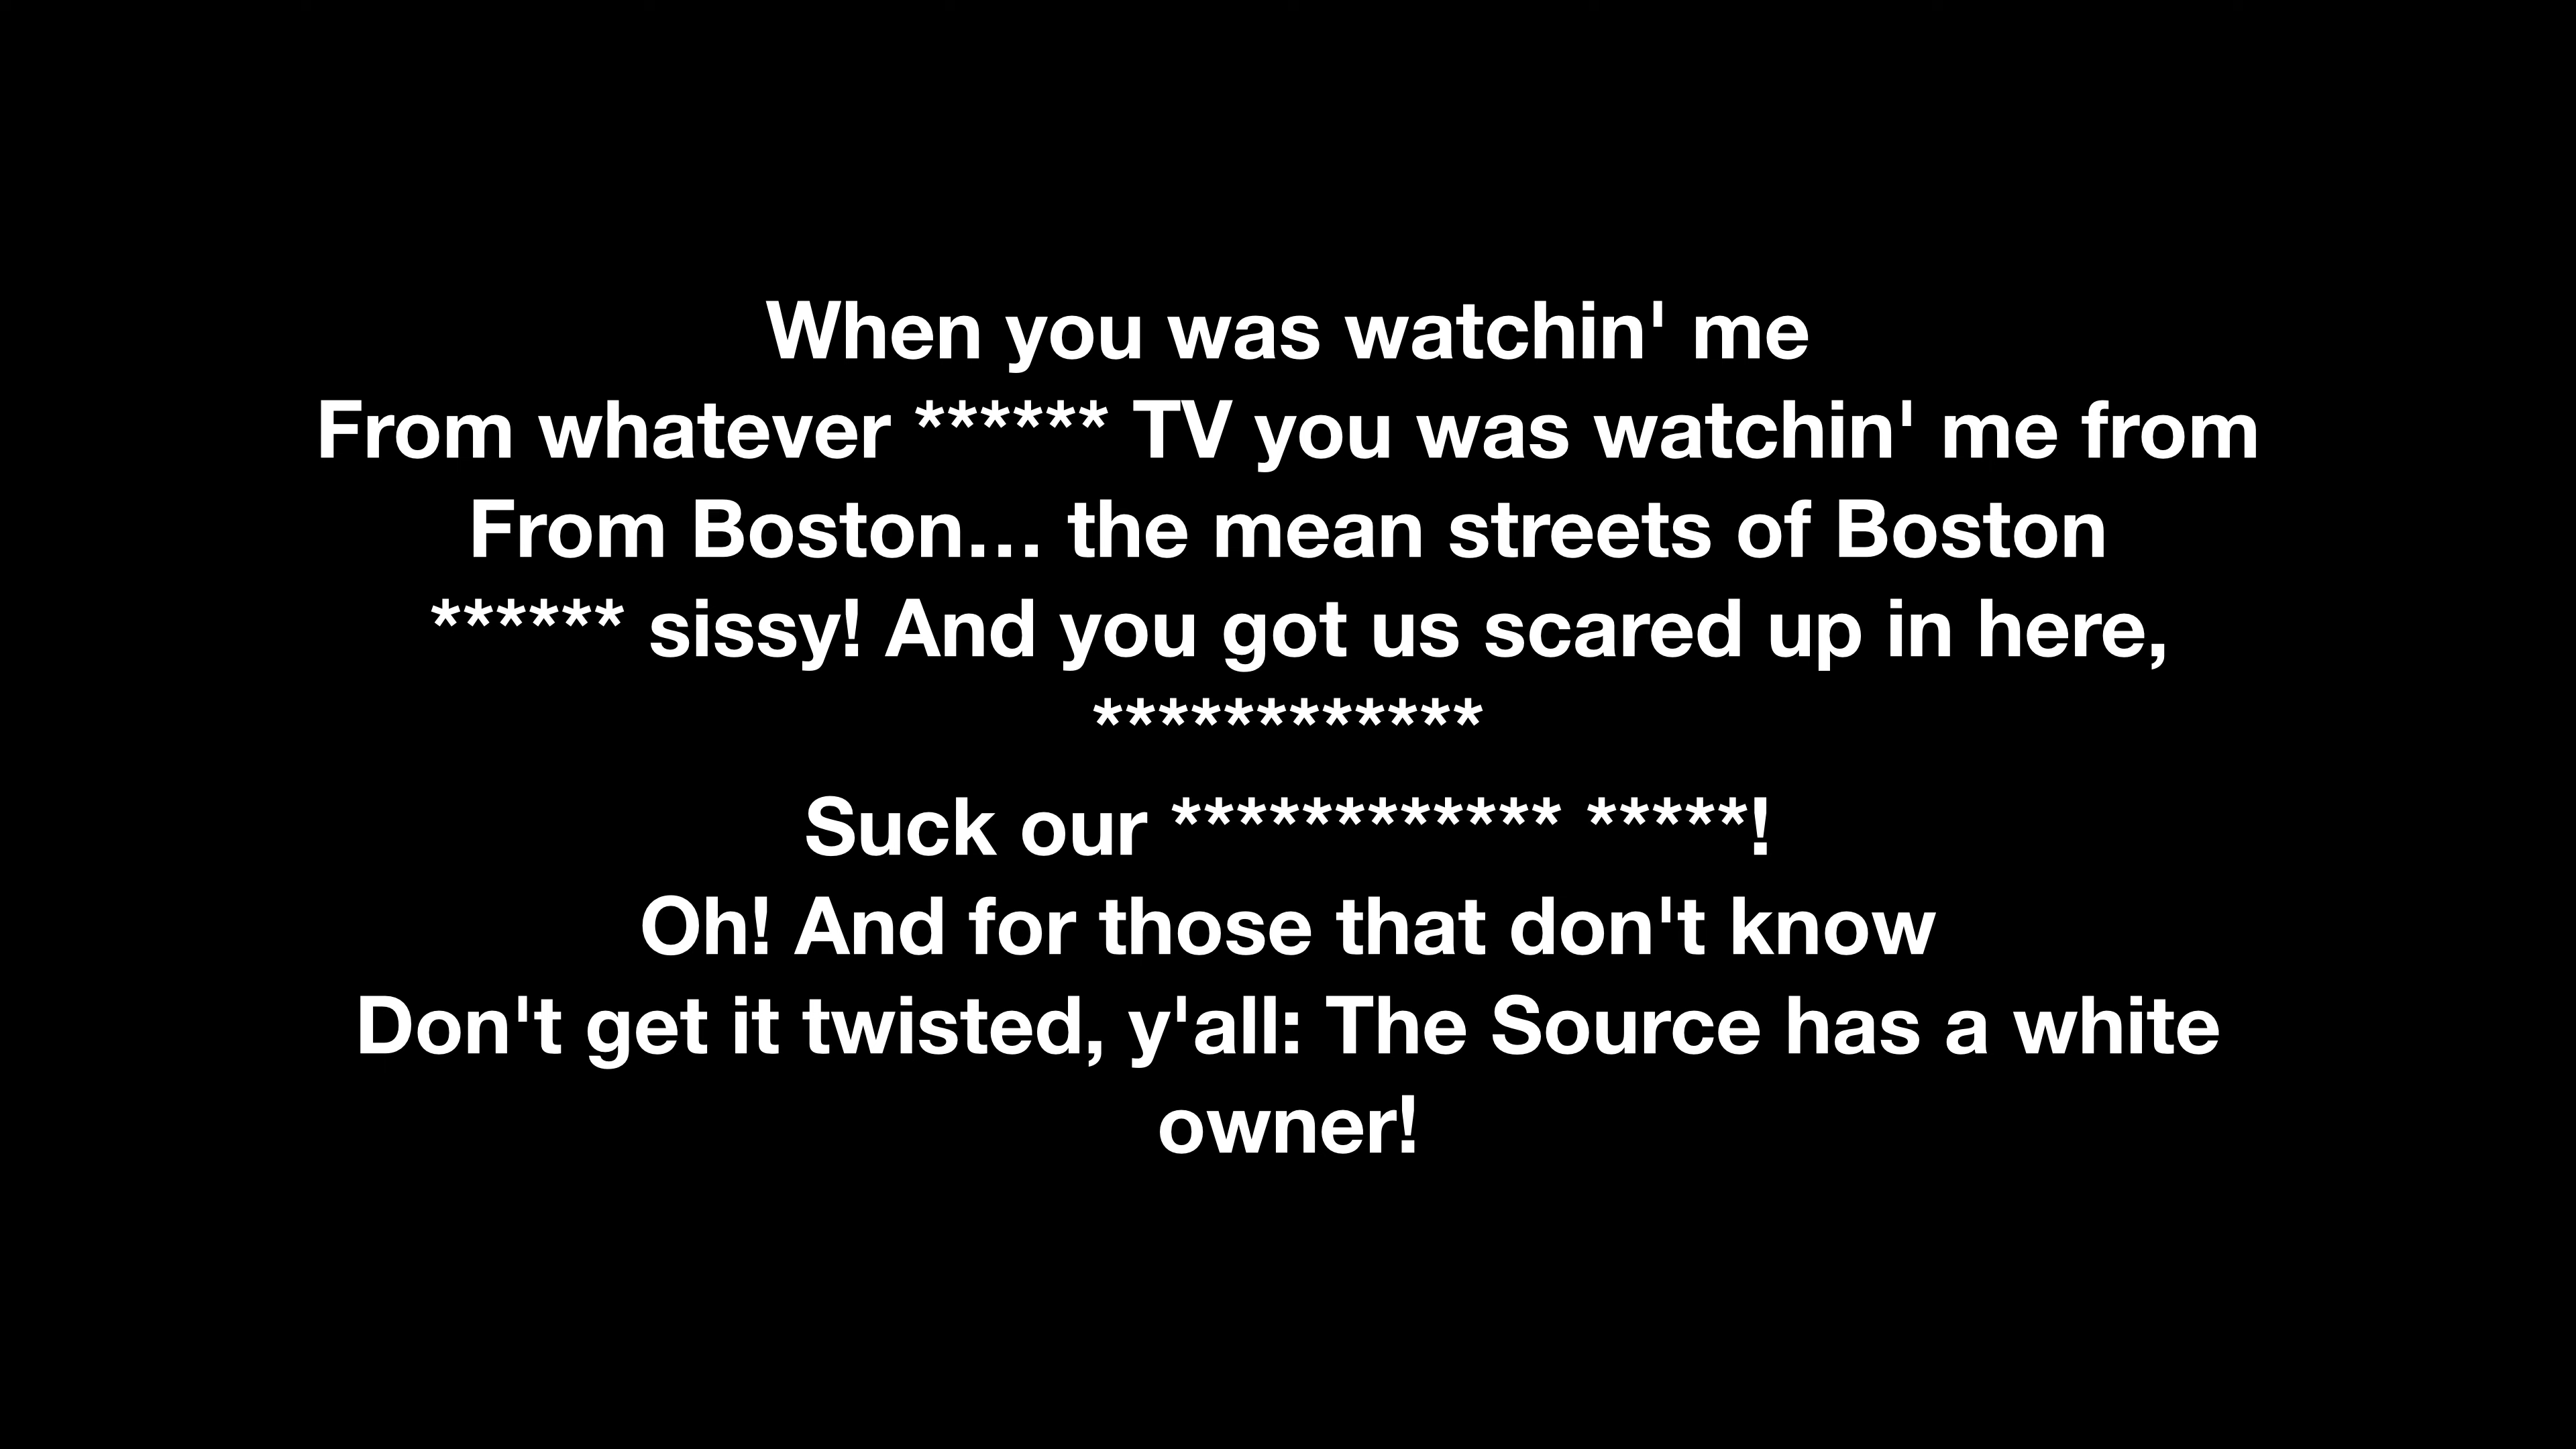 When you was watchin' me
From whatever ****** TV you was watchin' me from
From Boston… the mean streets of Boston
****** sissy! And you got us scared up in here,
************
Suck our ************ *****!
Oh! And for those that don't know
Don't get it twisted, y'all: The Source has a white
owner!